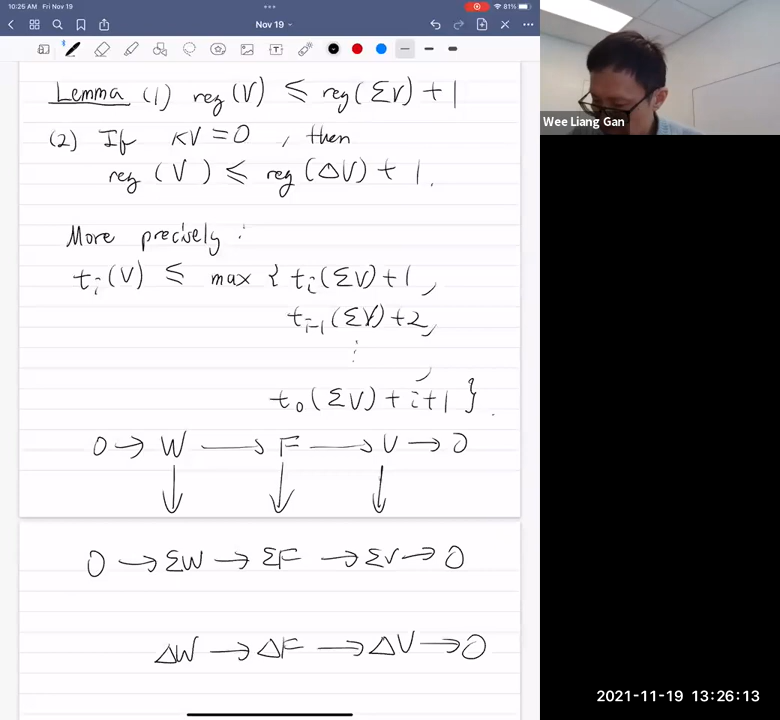 10:25 AM Fri Nov 19
81%
Nov 19
Lemma (1) reg(V) ≤ reg(ΣV) + 1
(2) If κV = 0 , then
reg (V) ≤ reg(ΔV) + 1.
More precisely :
t_i(V) ≤ max { t_i(ΣV) + 1 ,
t_{i-1}(ΣV) + 2,
⋮ ,
t_0(ΣV) + i + 1 }.
0 → W → F → V → 0
↓ ↓ ↓
0 → ΣW → ΣF → ΣV → 0
ΔW → ΔF → ΔV → 0
Wee Liang Gan
2021-11-19 13:26:13